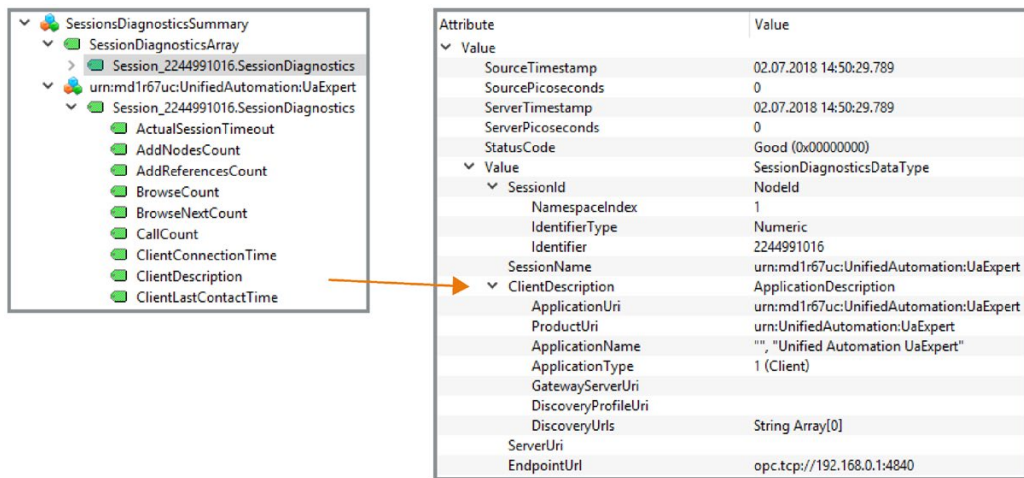 SessionsDiagnosticsSummary
SessionDiagnosticsArray
Session_2244991016.SessionDiagnostics
urn:md1r67uc:UnifiedAutomation:UaExpert
Session_2244991016.SessionDiagnostics
ActualSessionTimeout
AddNodesCount
AddReferencesCount
BrowseCount
BrowseNextCount
CallCount
ClientConnectionTime
ClientDescription
ClientLastContactTime
Attribute Value
Value
SourceTimestamp 02.07.2018 14:50:29.789
SourcePicoseconds 0
ServerTimestamp 02.07.2018 14:50:29.789
ServerPicoseconds 0
StatusCode Good (0x00000000)
Value SessionDiagnosticsDataType
SessionId NodeId
NamespaceIndex 1
IdentifierType Numeric
Identifier 2244991016
SessionName urn:md1r67uc:UnifiedAutomation:UaExpert
ClientDescription ApplicationDescription
ApplicationUri urn:md1r67uc:UnifiedAutomation:UaExpert
ProductUri urn:UnifiedAutomation:UaExpert
ApplicationName "", "Unified Automation UaExpert"
ApplicationType 1 (Client)
GatewayServerUri
DiscoveryProfileUri
DiscoveryUrls String Array[0]
ServerUri
EndpointUrl opc.tcp://192.168.0.1:4840